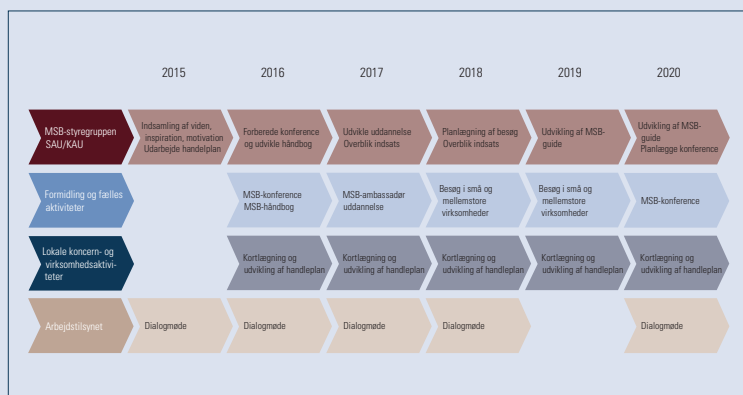 2015
2016
2017
2018
2019
2020
MSB-styregruppen
SAU/KAU
Indsamling af viden,
inspiration, motivation
Udarbejde handelplan
Forberede konference
og udvikle håndbog
Udvikle uddannelse
Overblik indsats
Planlægning af besøg
Overblik indsats
Udvikling af MSB-
guide
Udvikling af MSB-
guide
Planlægge konference
Formidling og fælles
aktiviteter
MSB-konference
MSB-håndbog
MSB-ambassadør
uddannelse
Besøg i små og
mellemstore
virksomheder
Besøg i små og
mellemstore
virksomheder
MSB-konference
Lokale koncern- og
virksomhedsaktivi-
teter
Kortlægning og
udvikling af handleplan
Kortlægning og
udvikling af handleplan
Kortlægning og
udvikling af handleplan
Kortlægning og
udvikling af handleplan
Kortlægning og
udvikling af handleplan
Arbejdstilsynet
Dialogmøde
Dialogmøde
Dialogmøde
Dialogmøde
Dialogmøde